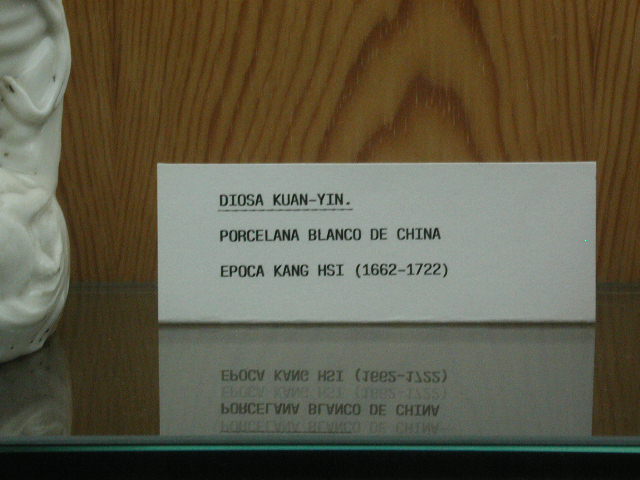 DIOSA KUAN-YIN.
PORCELANA BLANCO DE CHINA
EPOCA KANG HSI (1662-1722)